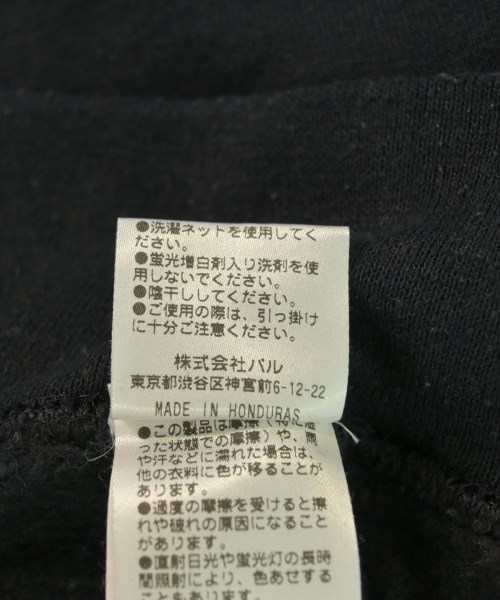 ●洗濯ネットを使用してく
ださい。
●蛍光増白剤入り洗剤を使
用しないでください。
●陰干ししてください。
●ご使用の際は、引っ掛けに
十分ご注意ください。
株式会社パル
東京都渋谷区神宮前6-12-22
MADE IN HONDURAS
●この製品は摩擦
った状態での摩擦)や、雨
や汗などに濡れた場合は、
他の衣料に色が移ることが
あります。
●過度の摩擦を受けると擦
れや破れの原因になること
があります。
●直射日光や蛍光灯の長時
間照射により、色あせする
こともあります。